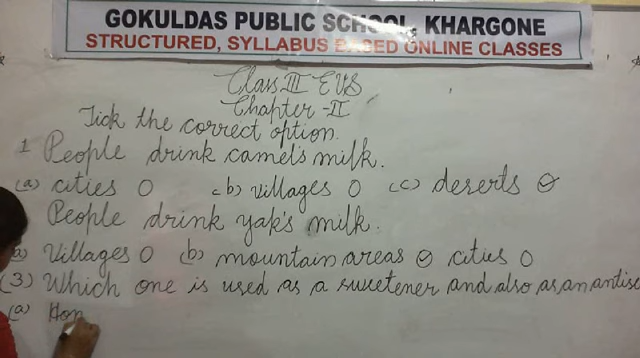 GOKULDAS PUBLIC SCHOOL, KHARGONE
STRUCTURED, SYLLABUS BASED ONLINE CLASSES
Class III EVS
Chapter-II
Tick the correct option.
1 People drink camel's milk.
(a) cities O (b) villages O (c) deserts
People drink yak's milk.
a) Villages O (b) mountain areas cities O
(3) Which one is used as a sweetener and also as an antise
(a) Hon